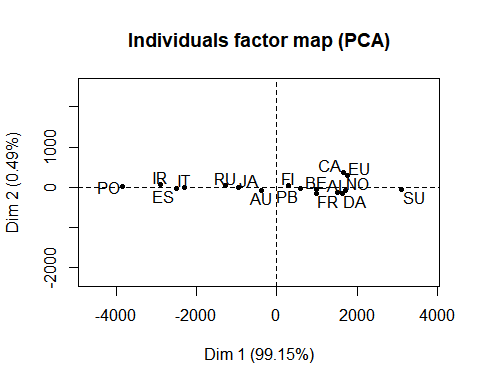 Individuals factor map (PCA)
Dim 2 (0.49%)
1000
0
-2000
CA
EU
IR
IT
RU
JA
FI
BE
AL
NO
PO
ES
AU
PB
FR
DA
SU
-4000
-2000
0
2000
4000
Dim 1 (99.15%)